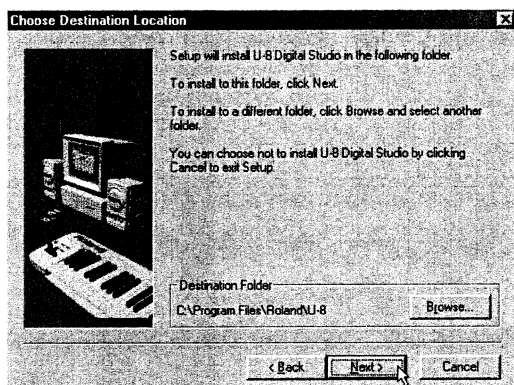 Choose Destination Location
Setup will install U-8 Digital Studio in the following folder.
To install to this folder, click Next.
To install to a different folder, click Browse and select another
folder.
You can choose not to install U-8 Digital Studio by clicking
Cancel to exit Setup.
Destination Folder
C:\Program Files\Roland\U-8
Browse...
< Back
Next >
Cancel